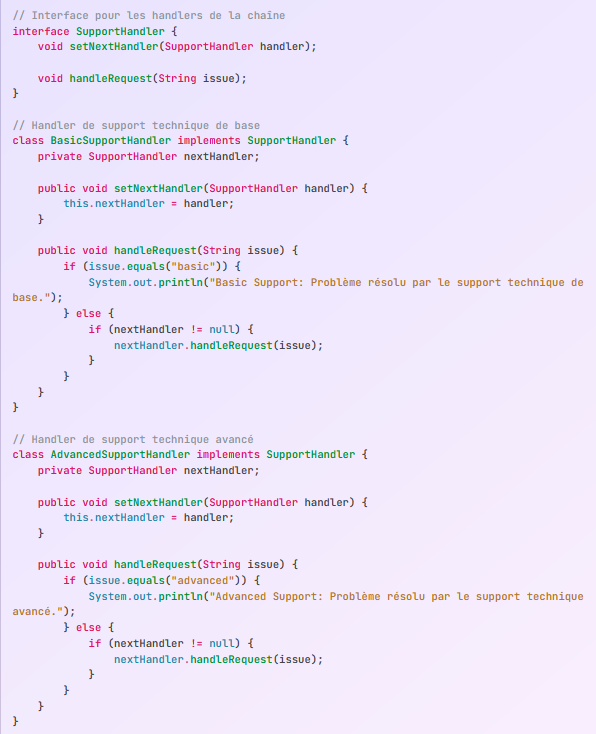 // Interface pour les handlers de la chaîne
interface SupportHandler {
    void setNextHandler(SupportHandler handler);

    void handleRequest(String issue);
}

// Handler de support technique de base
class BasicSupportHandler implements SupportHandler {
    private SupportHandler nextHandler;

    public void setNextHandler(SupportHandler handler) {
        this.nextHandler = handler;
    }

    public void handleRequest(String issue) {
        if (issue.equals("basic")) {
            System.out.println("Basic Support: Problème résolu par le support technique de
base.");
        } else {
            if (nextHandler != null) {
                nextHandler.handleRequest(issue);
            }
        }
    }
}

// Handler de support technique avancé
class AdvancedSupportHandler implements SupportHandler {
    private SupportHandler nextHandler;

    public void setNextHandler(SupportHandler handler) {
        this.nextHandler = handler;
    }

    public void handleRequest(String issue) {
        if (issue.equals("advanced")) {
            System.out.println("Advanced Support: Problème résolu par le support technique
avancé.");
        } else {
            if (nextHandler != null) {
                nextHandler.handleRequest(issue);
            }
        }
    }
}